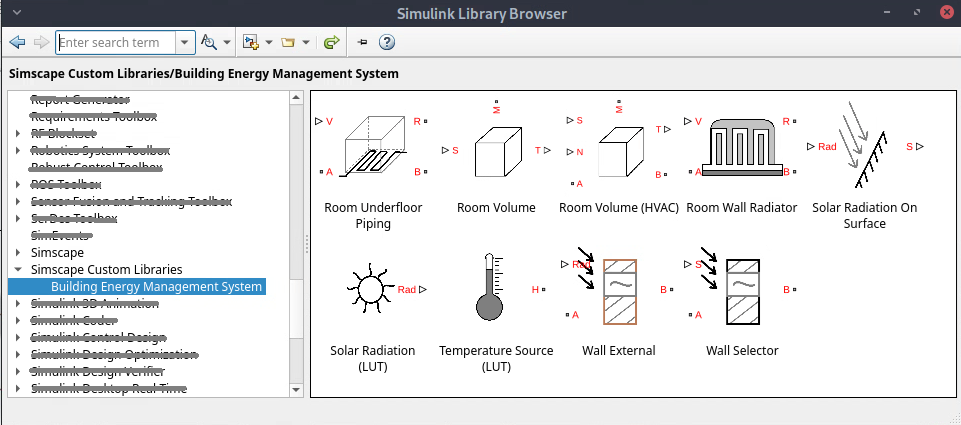 Simulink Library Browser
Enter search term
Simscape Custom Libraries/Building Energy Management System
Report Generator
Requirements Toolbox
RF Blockset
Robotics System Toolbox
Robust Control Toolbox
ROS Toolbox
Sensor Fusion and Tracking Toolbox
SerDes Toolbox
SimEvents
Simscape
Simscape Custom Libraries
Building Energy Management System
Simulink 3D Animation
Simulink Coder
Simulink Control Design
Simulink Design Optimization
Simulink Design Verifier
Simulink Desktop Real-Time
V R
A B
Room Underfloor
Piping
M
S T
Room Volume
M
S T
N
A B
Room Volume (HVAC)
V R
A B
Room Wall Radiator
Rad S
Solar Radiation On
Surface
Rad
Solar Radiation
(LUT)
H
Temperature Source
(LUT)
Rad
A B
Wall External
S
A B
Wall Selector